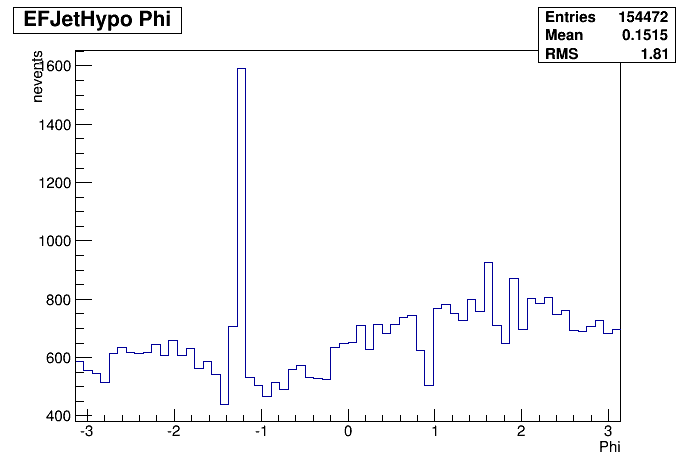 EFJetHypo Phi
Entries 154472
Mean 0.1515
RMS 1.81
nevents
1600
1400
1200
1000
800
600
400
-3 -2 -1 0 1 2 3
Phi